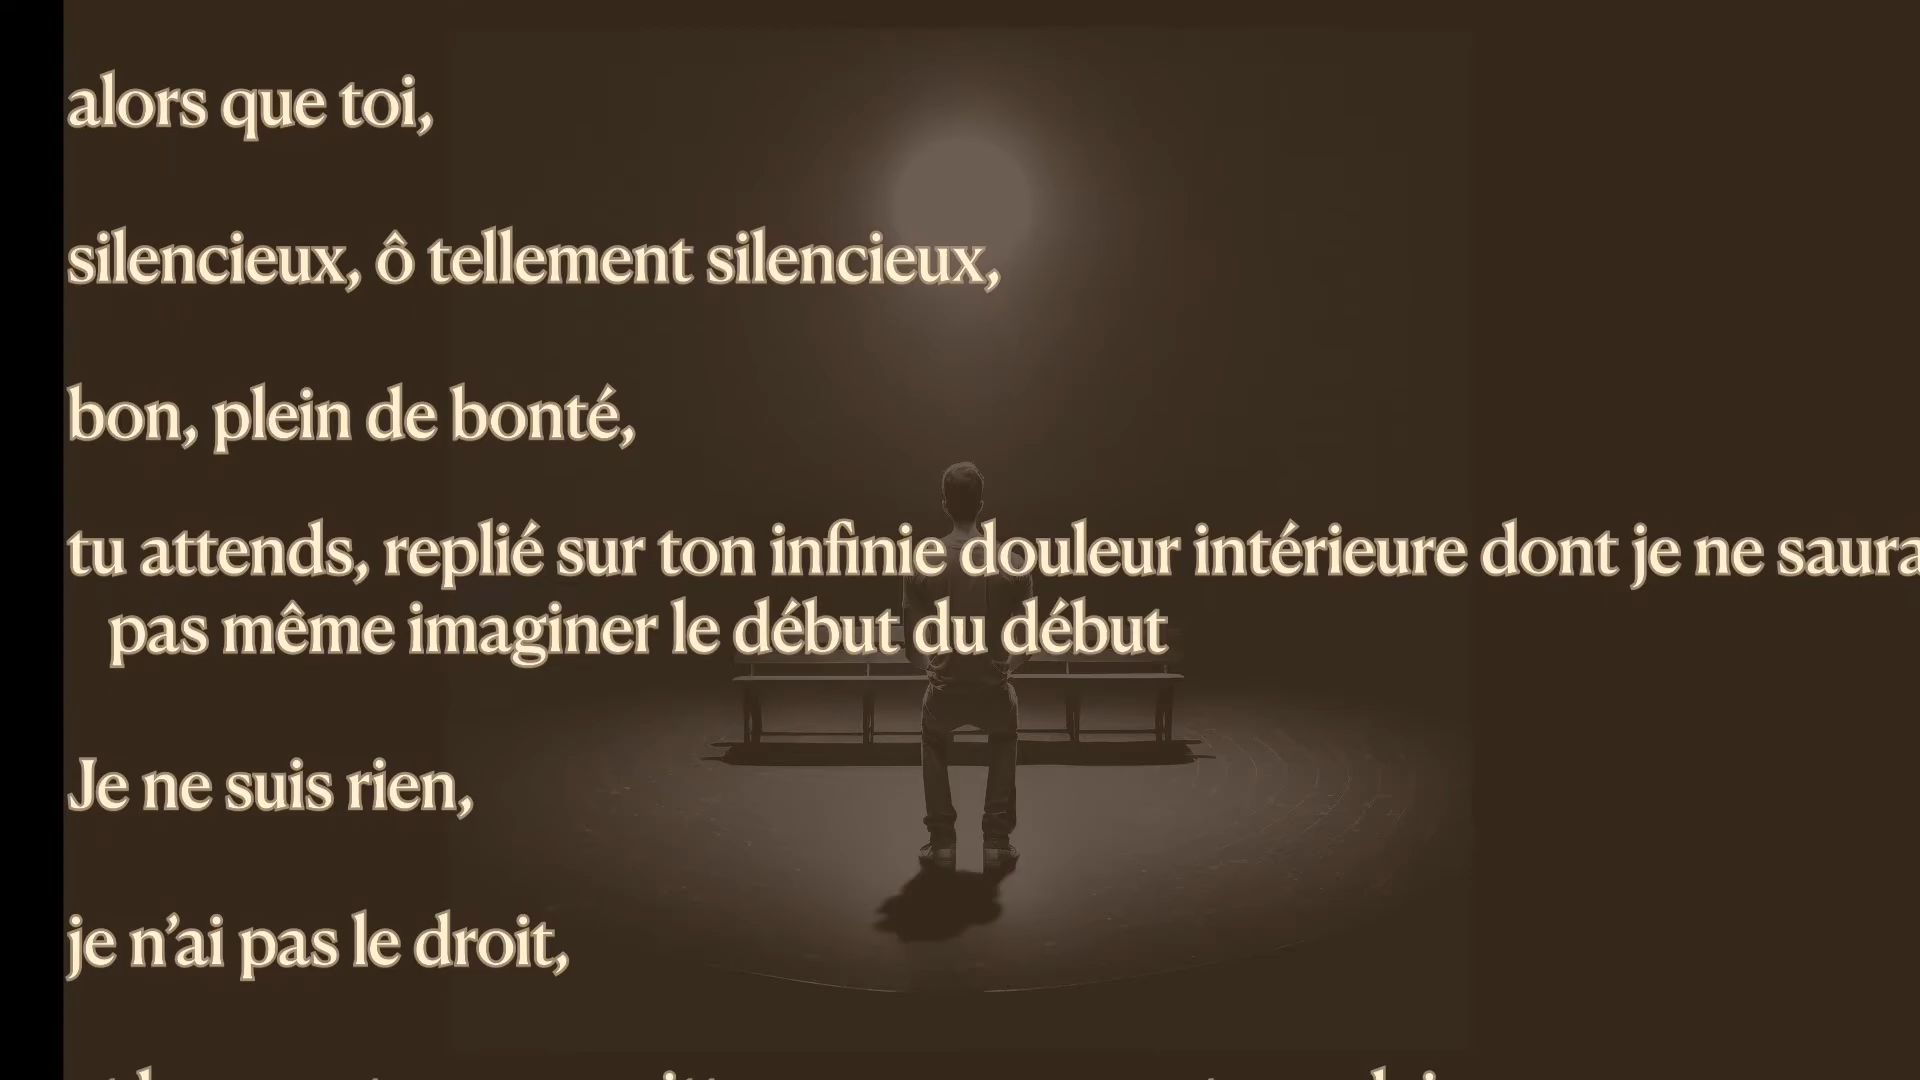 alors que toi,
silencieux, ô tellement silencieux,
bon, plein de bonté,
tu attends, replié sur ton infinie douleur intérieure dont je ne
pas même imaginer le début du début
Je ne suis rien,
je n’ai pas le droit,